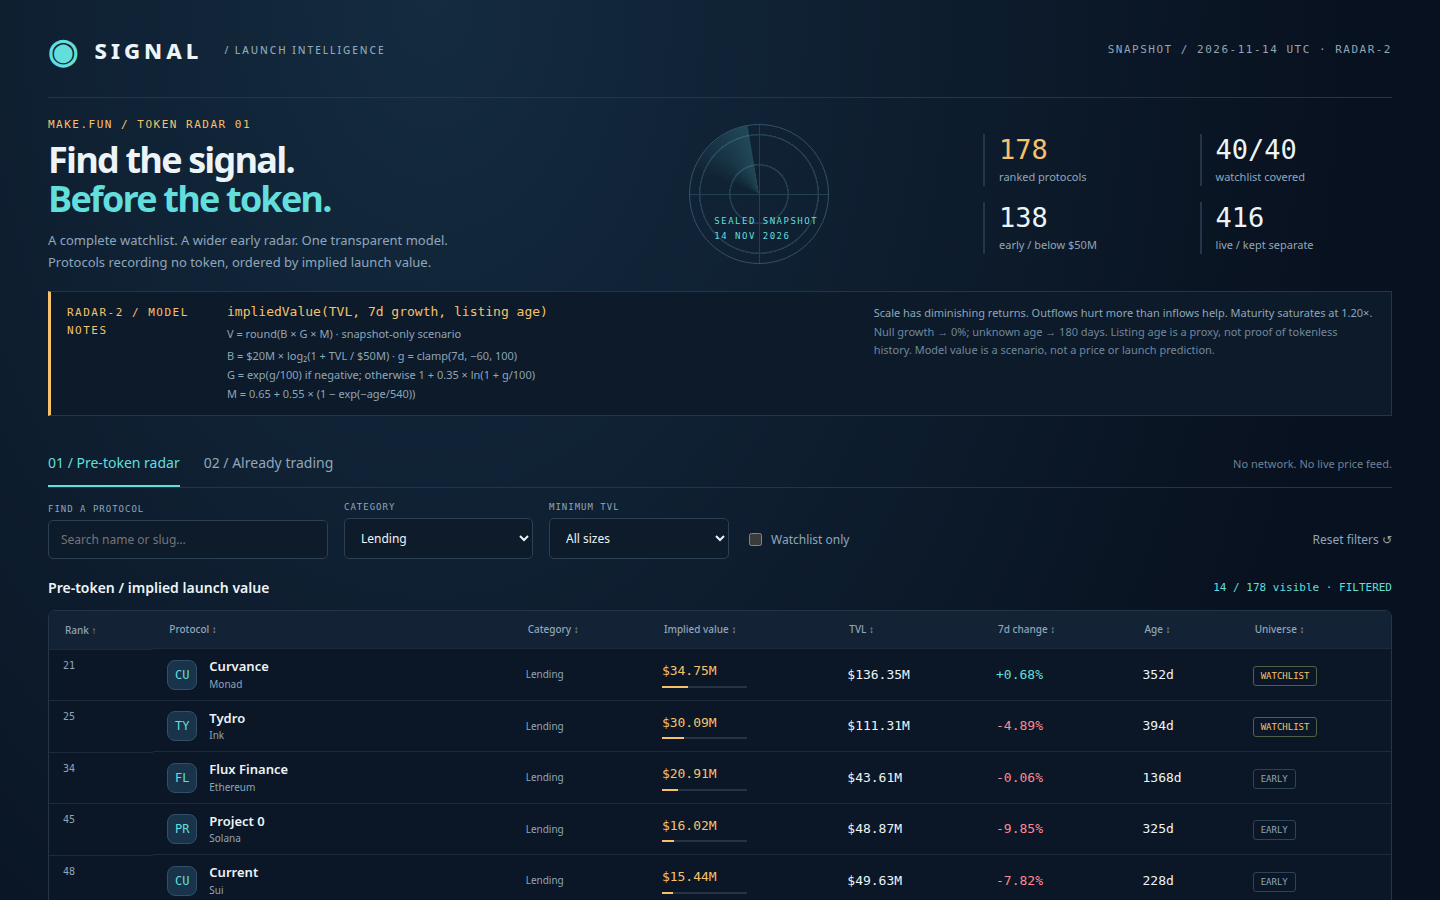 SIGNAL / LAUNCH INTELLIGENCE
SNAPSHOT / 2026-11-14 UTC · RADAR-2
MAKE.FUN / TOKEN RADAR 01
Find the signal.
Before the token.
A complete watchlist. A wider early radar. One transparent model.
Protocols recording no token, ordered by implied launch value.
SEALED SNAPSHOT
14 NOV 2026
178
ranked protocols
40/40
watchlist covered
138
early / below $50M
416
live / kept separate
RADAR-2 / MODEL
NOTES
impliedValue(TVL, 7d growth, listing age)
V = round(B × G × M) · snapshot-only scenario
B = $20M × log₂(1 + TVL / $50M) · g = clamp(7d, −60, 100)
G = exp(g/100) if negative; otherwise 1 + 0.35 × ln(1 + g/100)
M = 0.65 + 0.55 × (1 − exp(−age/540))
Scale has diminishing returns. Outflows hurt more than inflows help. Maturity saturates at 1.20×.
Null growth → 0%; unknown age → 180 days. Listing age is a proxy, not proof of tokenless
history. Model value is a scenario, not a price or launch prediction.
01 / Pre-token radar
02 / Already trading
No network. No live price feed.
FIND A PROTOCOL
CATEGORY
MINIMUM TVL
Search name or slug...
Lending
All sizes
Watchlist only
Reset filters ↺
Pre-token / implied launch value
14 / 178 visible · FILTERED
Rank ↑ Protocol ↕ Category ↕ Implied value ↕ TVL ↕ 7d change ↕ Age ↕ Universe ↕
21 CU Curvance Lending $34.75M $136.35M +0.68% 352d WATCHLIST
Monad
25 TY Tydro Lending $30.09M $111.31M -4.89% 394d WATCHLIST
Ink
34 FL Flux Finance Lending $20.91M $43.61M -0.06% 1368d EARLY
Ethereum
45 PR Project 0 Lending $16.02M $48.87M -9.85% 325d EARLY
Solana
48 CU Current Lending $15.44M $49.63M -7.82% 228d EARLY
Sui